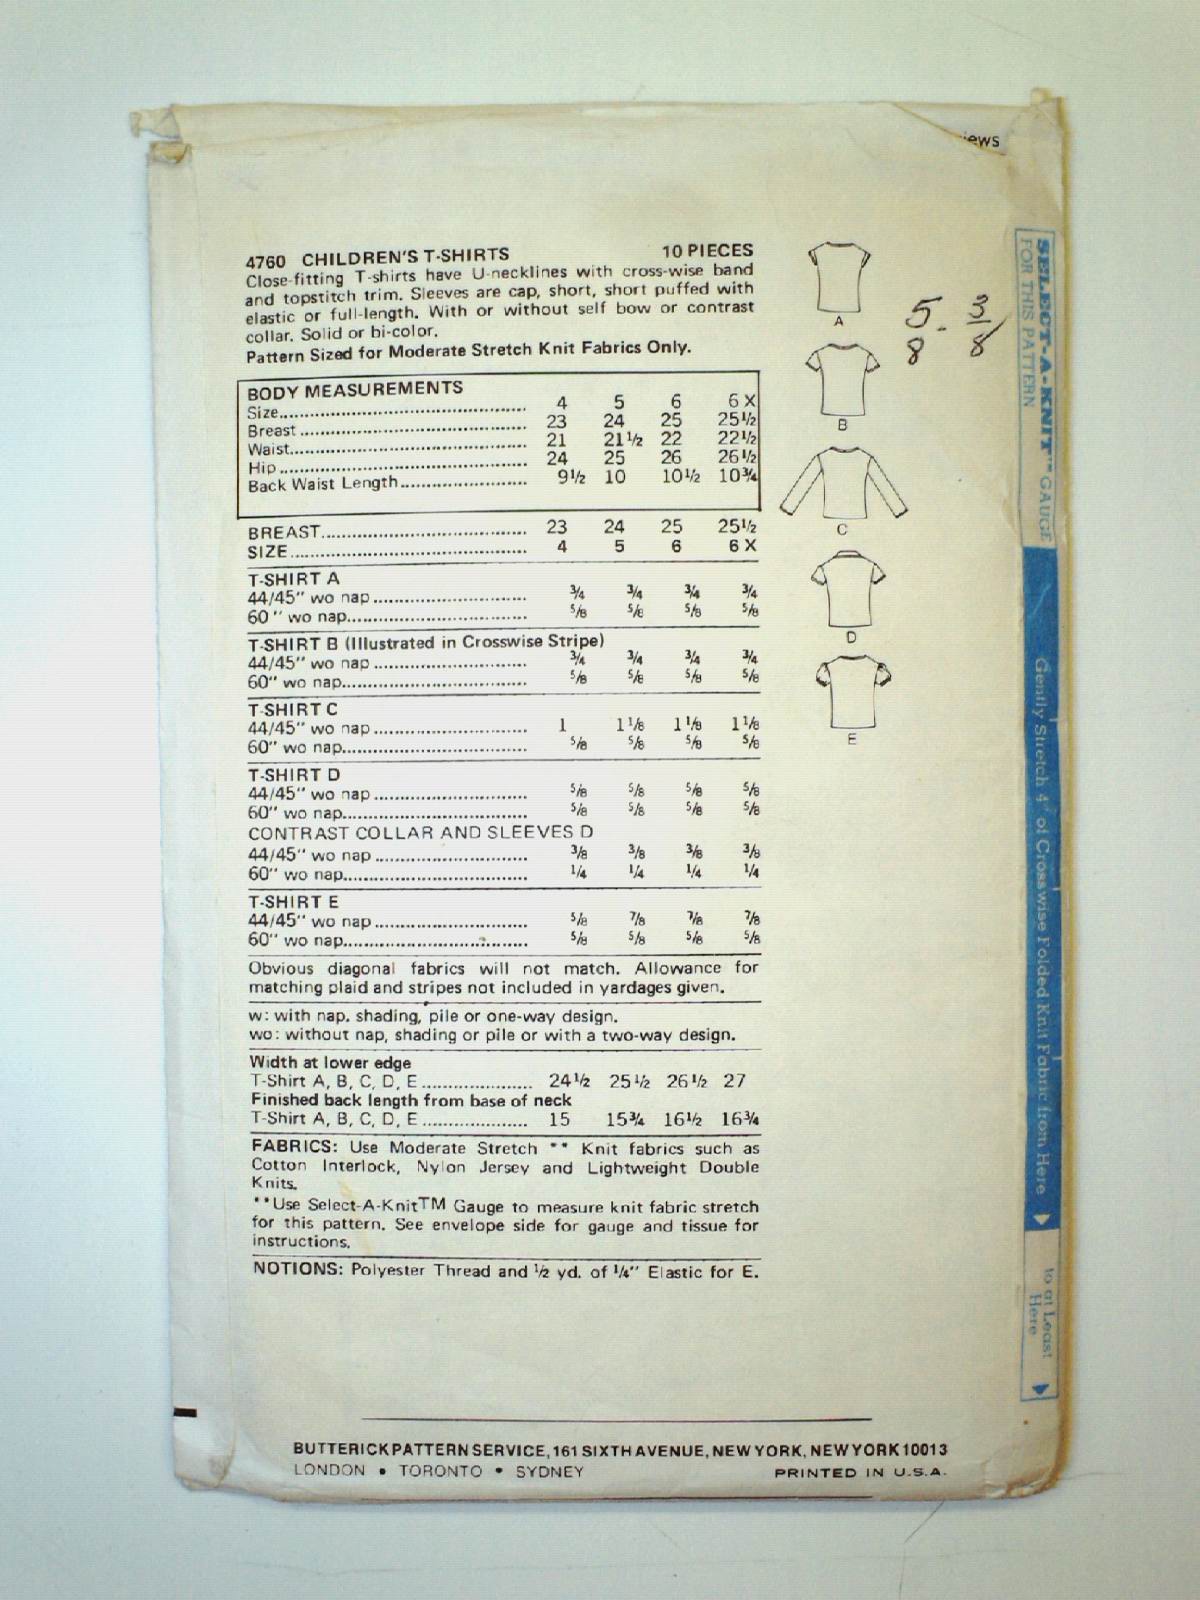 iews
4760 CHILDREN'S T-SHIRTS 10 PIECES
Close-fitting T-shirts have U-necklines with cross-wise band
and topstitch trim. Sleeves are cap, short, short puffed with
elastic or full-length. With or without self bow or contrast
collar. Solid or bi-color.
Pattern Sized for Moderate Stretch Knit Fabrics Only.
BODY MEASUREMENTS
Size 4 5 6 6X
Breast 23 24 25 25½
Waist 21 21½ 22 22½
Hip 24 25 26 26½
Back Waist Length 9½ 10 10½ 10¾
BREAST 23 24 25 25½
SIZE 4 5 6 6X
T-SHIRT A
44/45" wo nap ¾ ¾ ¾ ¾
60" wo nap ⅝ ⅝ ⅝ ⅝
T-SHIRT B (Illustrated in Crosswise Stripe)
44/45" wo nap ¾ ¾ ¾ ¾
60" wo nap ⅝ ⅝ ⅝ ⅝
T-SHIRT C
44/45" wo nap 1 1⅛ 1⅛ 1⅛
60" wo nap ⅝ ⅝ ⅝ ⅝
T-SHIRT D
44/45" wo nap ⅝ ⅝ ⅝ ⅝
60" wo nap ⅝ ⅝ ⅝ ⅝
CONTRAST COLLAR AND SLEEVES D
44/45" wo nap ⅜ ⅜ ⅜ ⅜
60" wo nap ¼ ¼ ¼ ¼
T-SHIRT E
44/45" wo nap ⅝ ⅞ ⅞ ⅞
60" wo nap ⅝ ⅝ ⅝ ⅝
Obvious diagonal fabrics will not match. Allowance for
matching plaid and stripes not included in yardages given.
w: with nap, shading, pile or one-way design.
wo: without nap, shading or pile or with a two-way design.
Width at lower edge
T-Shirt A, B, C, D, E 24½ 25½ 26½ 27
Finished back length from base of neck
T-Shirt A, B, C, D, E 15 15¾ 16½ 16¾
FABRICS: Use Moderate Stretch ** Knit fabrics such as
Cotton Interlock, Nylon Jersey and Lightweight Double
Knits.
**Use Select-A-Knit™ Gauge to measure knit fabric stretch
for this pattern. See envelope side for gauge and tissue for
instructions.
NOTIONS: Polyester Thread and ½ yd. of ¼" Elastic for E.
A
B
C
D
E
5/8 - 3/8
SELECT-A-KNIT™ GAUGE
FOR THIS PATTERN
Gently Stretch 4" of Crosswise Folded Knit Fabric from Here
to at Least
Here
BUTTERICK PATTERN SERVICE, 161 SIXTH AVENUE, NEW YORK, NEW YORK 10013
LONDON • TORONTO • SYDNEY PRINTED IN U.S.A.